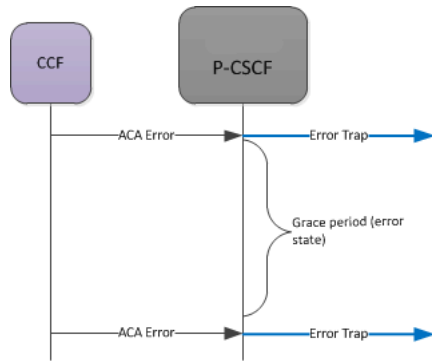 CCF
P-CSCF
ACA Error
Error Trap
Grace period (error
state)
ACA Error
Error Trap